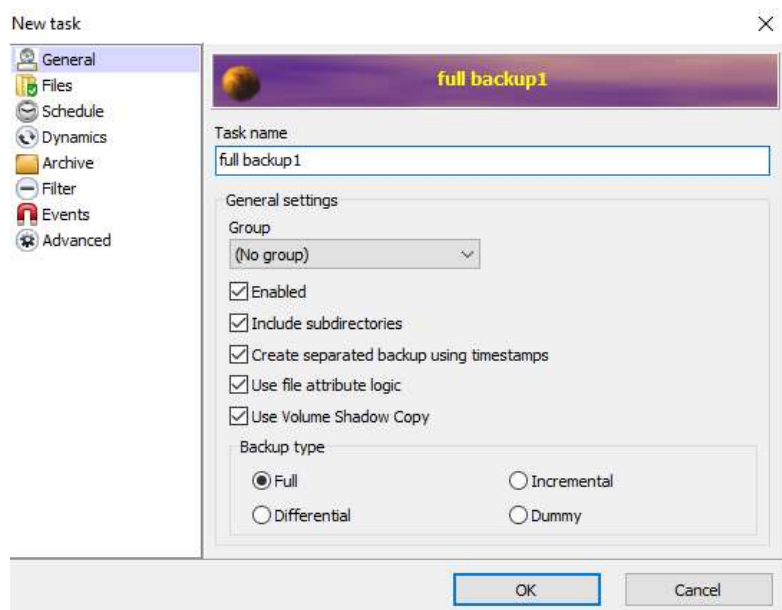 New task
General
Files
Schedule
Dynamics
Archive
Filter
Events
Advanced
full backup1
Task name
full backup1
General settings
Group
(No group)
Enabled
Include subdirectories
Create separated backup using timestamps
Use file attribute logic
Use Volume Shadow Copy
Backup type
Full
Incremental
Differential
Dummy
OK
Cancel